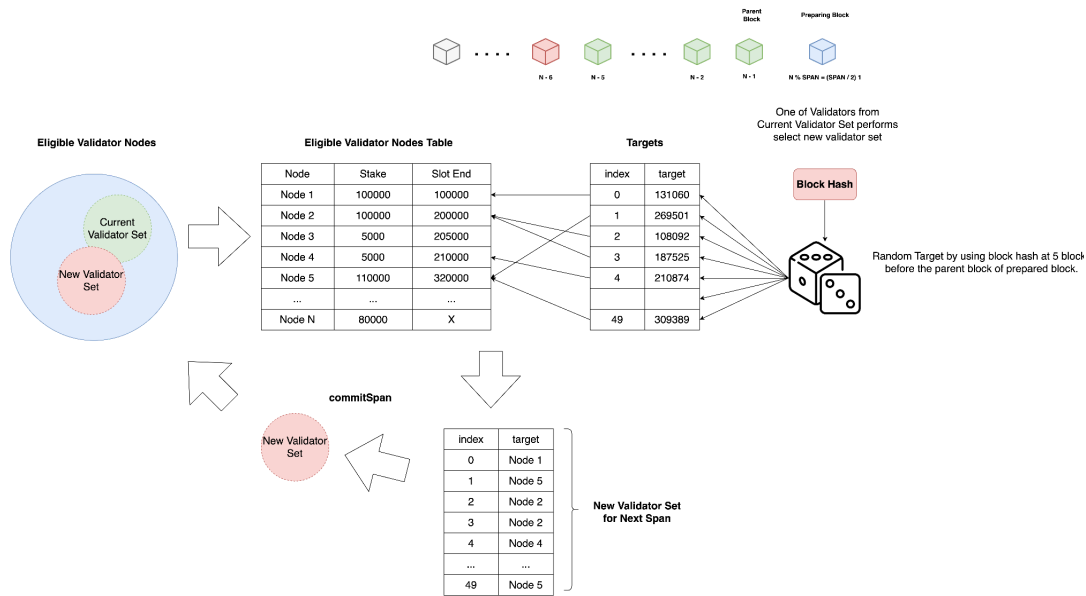 Parent
Block
Preparing Block
N - 6
N - 5
N - 2
N - 1
N % SPAN = (SPAN / 2) 1
One of Validators from
Current Validator Set performs
select new validator set
Eligible Validator Nodes
Current
Validator Set
New Validator
Set
Eligible Validator Nodes Table
Node Stake Slot End
Node 1 100000 100000
Node 2 100000 200000
Node 3 5000 205000
Node 4 5000 210000
Node 5 110000 320000
... ... ...
Node N 80000 X
Targets
index target
0 131060
1 269501
2 108092
3 187525
4 210874
49 309389
Block Hash
Random Target by using block hash at 5 block
before the parent block of prepared block.
commitSpan
New Validator
Set
index target
0 Node 1
1 Node 5
2 Node 2
3 Node 2
4 Node 4
... ...
49 Node 5
New Validator Set
for Next Span